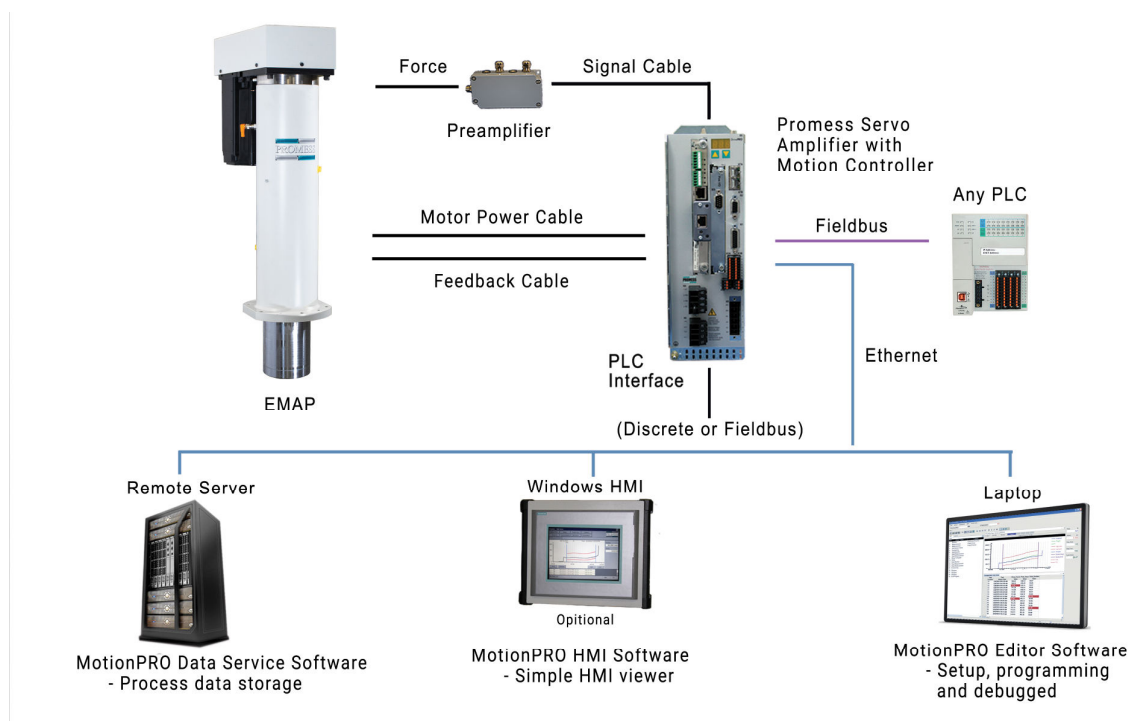 Force
Signal Cable
Preamplifier
PROMESS
Promess Servo
Amplifier with
Motion Controller
Any PLC
Motor Power Cable
Fieldbus
Feedback Cable
Ethernet
PLC
Interface
EMAP
(Discrete or Fieldbus)
Remote Server
Windows HMI
Laptop
Opitional
MotionPRO Data Service Software
- Process data storage
MotionPRO HMI Software
- Simple HMI viewer
MotionPRO Editor Software
- Setup, programming
and debugged